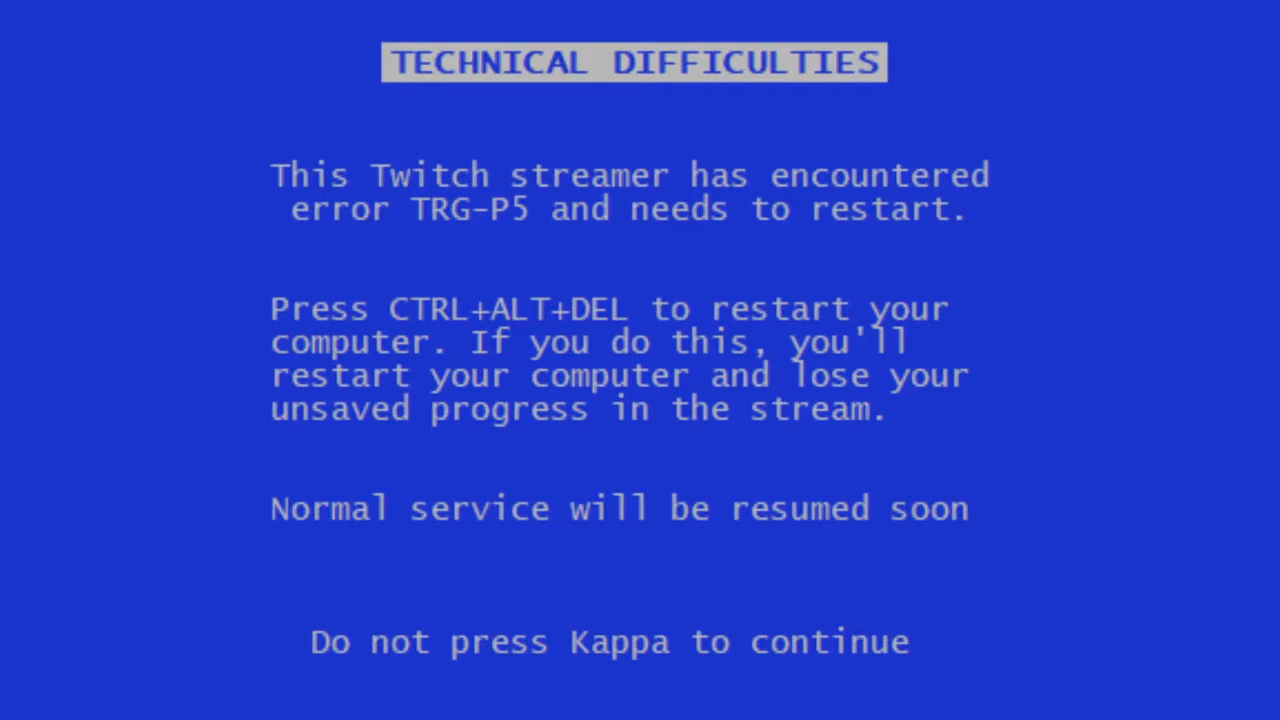 TECHNICAL DIFFICULTIES
This Twitch streamer has encountered
error TRG-P5 and needs to restart.
Press CTRL+ALT+DEL to restart your
computer. If you do this, you'll
restart your computer and lose your
unsaved progress in the stream.
Normal service will be resumed soon
Do not press Kappa to continue